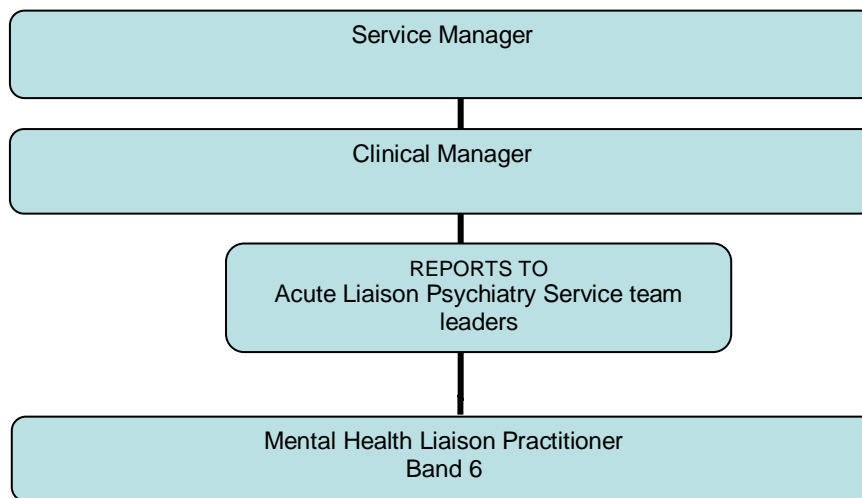 Service Manager
Clinical Manager
REPORTS TO
Acute Liaison Psychiatry Service team
leaders
Mental Health Liaison Practitioner
Band 6